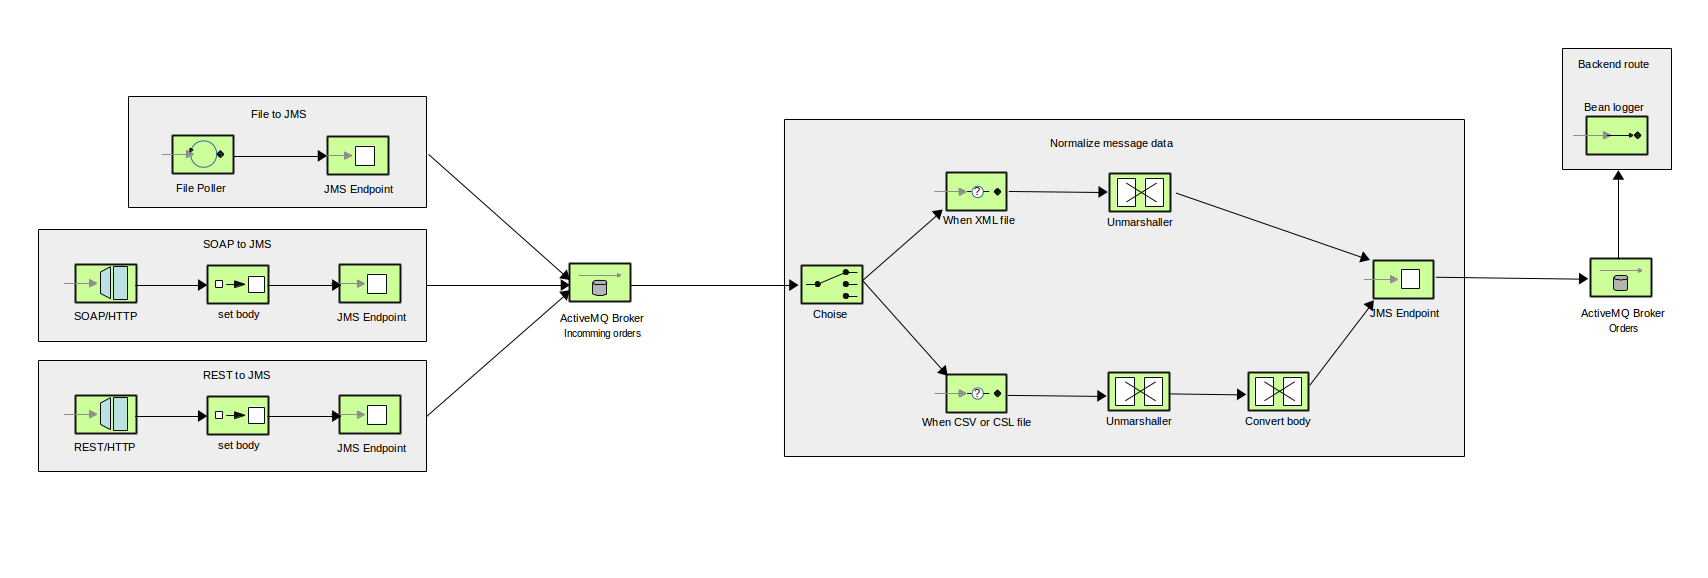 File to JMS
File Poller
JMS Endpoint
SOAP to JMS
SOAP/HTTP
set body
JMS Endpoint
REST to JMS
REST/HTTP
set body
JMS Endpoint
ActiveMQ Broker
Incomming orders
Normalize message data
Choise
?
When XML file
Unmarshaller
?
When CSV or CSL file
Unmarshaller
Convert body
JMS Endpoint
Backend route
Bean logger
ActiveMQ Broker
Orders